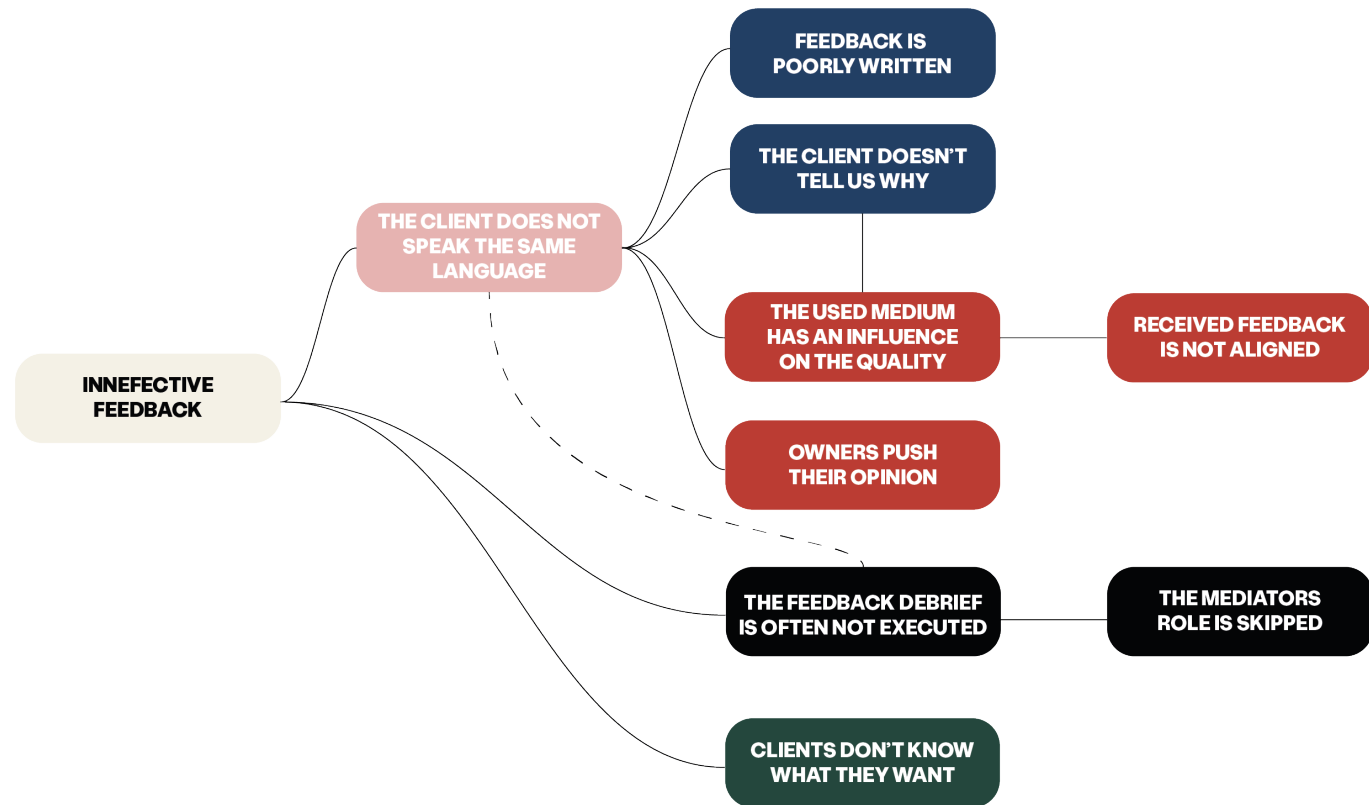 FEEDBACK IS
POORLY WRITTEN
THE CLIENT DOESN'T
TELL US WHY
THE CLIENT DOES NOT
SPEAK THE SAME
LANGUAGE
THE USED MEDIUM
HAS AN INFLUENCE
ON THE QUALITY
RECEIVED FEEDBACK
IS NOT ALIGNED
INNEFECTIVE
FEEDBACK
OWNERS PUSH
THEIR OPINION
THE FEEDBACK DEBRIEF
IS OFTEN NOT EXECUTED
THE MEDIATORS
ROLE IS SKIPPED
CLIENTS DON'T KNOW
WHAT THEY WANT